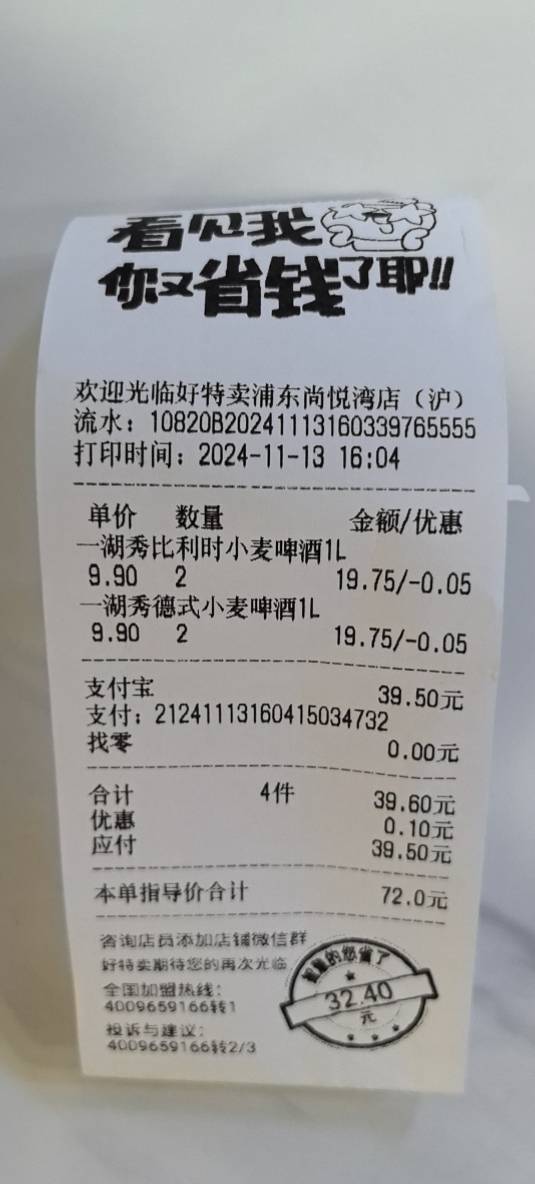 看见我
你又省钱了耶!!
欢迎光临好特卖浦东尚悦湾店（沪）
流水：10820B20241113160339765555
打印时间：2024-11-13 16:04
单价 数量 金额/优惠
一湖秀比利时小麦啤酒1L
9.90 2 19.75/-0.05
一湖秀德式小麦啤酒1L
9.90 2 19.75/-0.05
支付宝 39.50元
支付：21241113160415034732
找零 0.00元
合计 4件 39.60元
优惠 0.10元
应付 39.50元
本单指导价合计 72.0元
咨询店员添加店铺微信群
好特卖期待您的再次光临
全国加盟热线：
4009659166转1
投诉与建议：
4009659166转2/3
的您省了
32.40
元